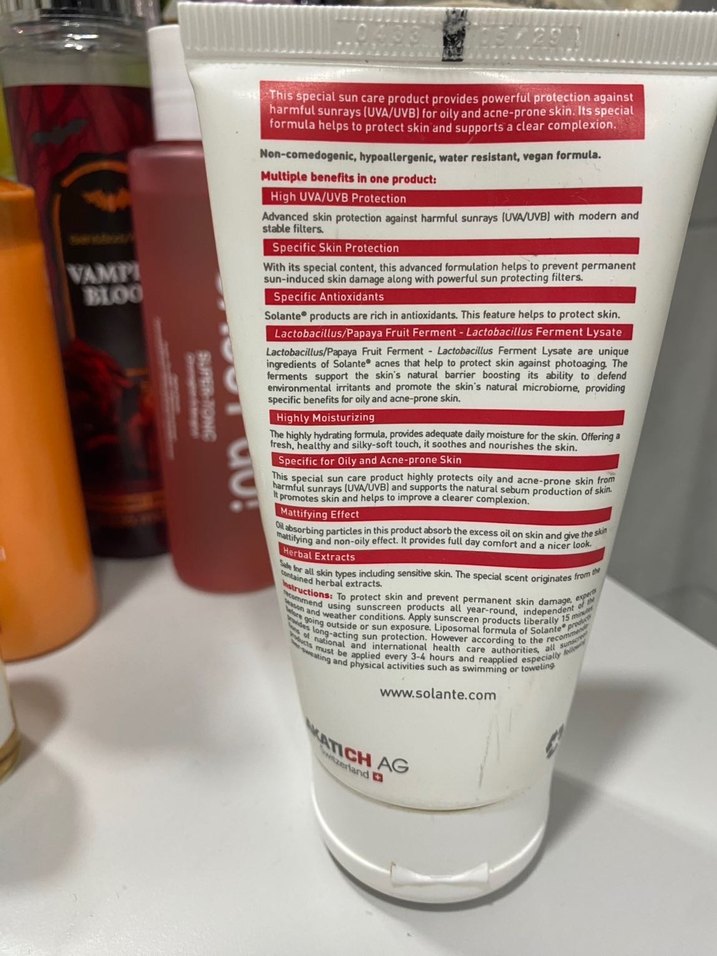 This special sun care product provides powerful protection against
harmful sunrays (UVA/UVB) for oily and acne-prone skin. Its special
formula helps to protect skin and supports a clear complexion.
Non-comedogenic, hypoallergenic, water resistant, vegan formula.
Multiple benefits in one product:
High UVA/UVB Protection
Advanced skin protection against harmful sunrays (UVA/UVB) with modern and
stable filters.
Specific Skin Protection
With its special content, this advanced formulation helps to prevent permanent
sun-induced skin damage along with powerful sun protecting filters.
Specific Antioxidants
Solante® products are rich in antioxidants. This feature helps to protect skin.
Lactobacillus/Papaya Fruit Ferment - Lactobacillus Ferment Lysate
Lactobacillus/Papaya Fruit Ferment - Lactobacillus Ferment Lysate are unique
ingredients of Solante® acnes that help to protect skin against photoaging. The
ferments support the skin's natural barrier boosting its ability to defend
environmental irritants and promote the skin's natural microbiome, providing
specific benefits for oily and acne-prone skin.
Highly Moisturizing
The highly hydrating formula, provides adequate daily moisture for the skin. Offering a
fresh, healthy and silky-soft touch, it soothes and nourishes the skin.
Specific for Oily and Acne-prone Skin
This special sun care product highly protects oily and acne-prone skin from
harmful sunrays (UVA/UVB) and supports the natural sebum production of skin.
It promotes skin and helps to improve a clearer complexion.
Mattifying Effect
Oil absorbing particles in this product absorb the excess oil on skin and give the skin
mattifying and non-oily effect. It provides full day comfort and a nicer look.
Herbal Extracts
Safe for all skin types including sensitive skin. The special scent originates from the
contained herbal extracts.
Instructions: To protect skin and prevent permanent skin damage, experts
recommend using sunscreen products all year-round, independent of the
season and weather conditions. Apply sunscreen products liberally 15 minutes
before going outside or sun exposure. Liposomal formula of Solante® products
provides long-acting sun protection. However according to the
of national and international health care authorities, all sunscreen
products must be applied every 3-4 hours and reapplied especially following
sweating and physical activities such as swimming or toweling.
www.solante.com
AKATICH AG
Switzerland
VAMPI
BLOO
SUPER-TONIC